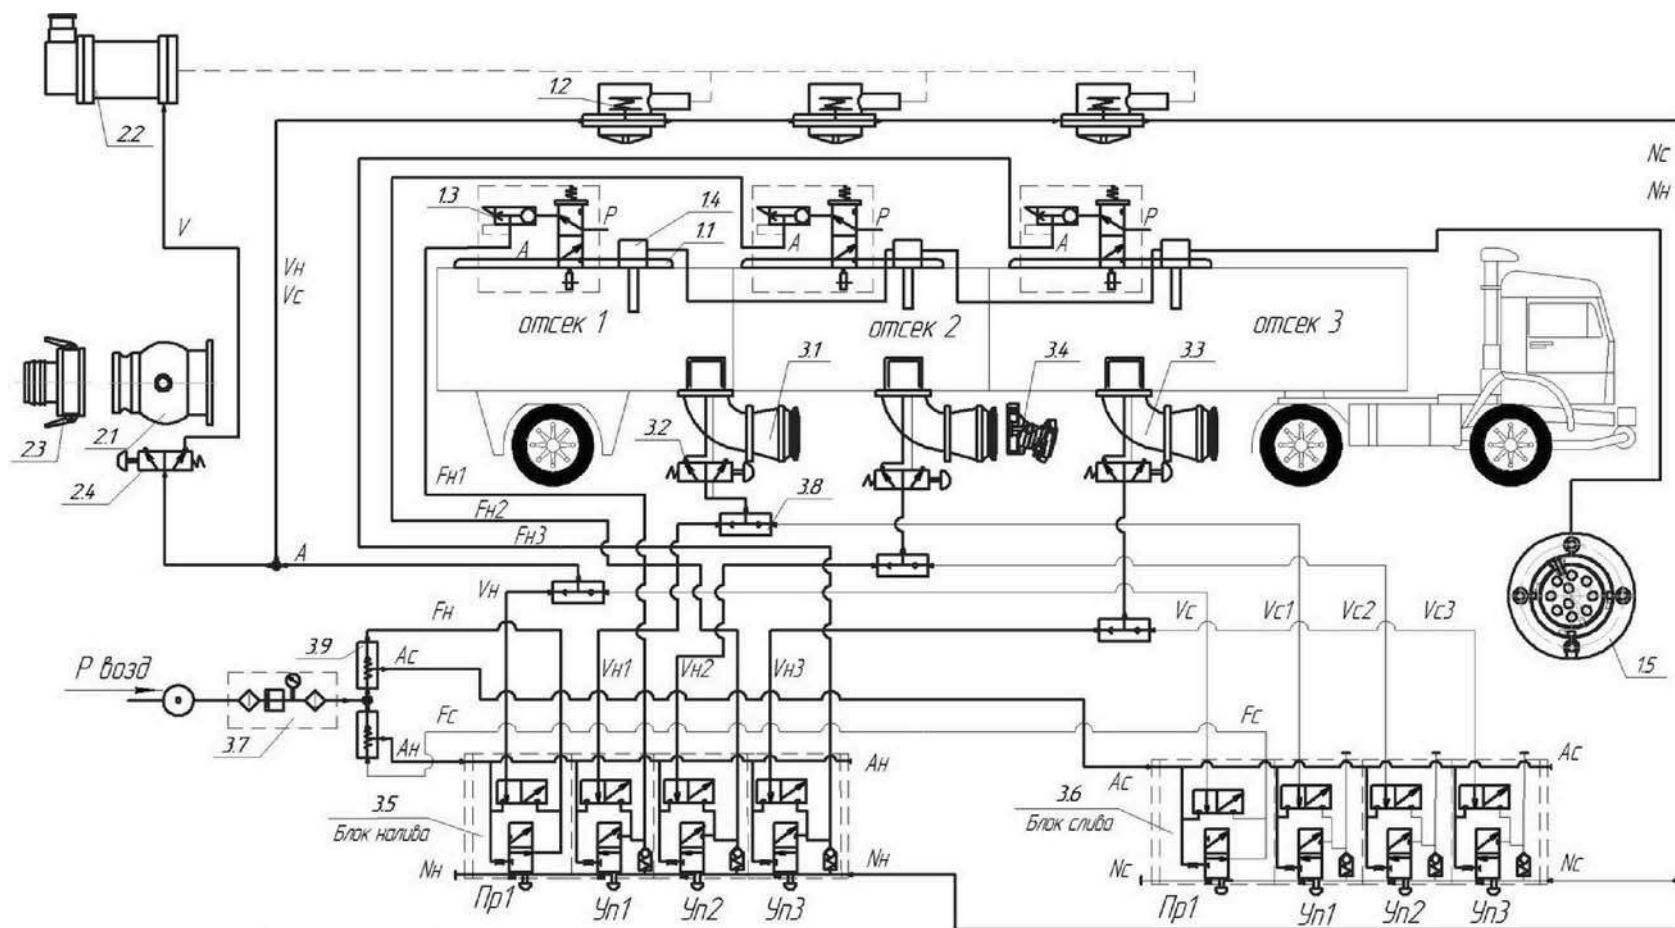 1.2
2.2
Nc
Nн
1.3
1.4
P
P
P
V
A
A
A
1.1
Vн
Vc
отсек 1
отсек 2
отсек 3
3.1
3.4
3.3
2.3
2.1
3.2
2.4
Fн1
3.8
Fн2
Fн3
A
Vн
Vc
Vc1
Vc2
Vc3
Fн
3.9
Ac
P возд
Vн1
Vн2
Vн3
1.5
Fc
Fc
3.7
Aн
Aн
Ac
Ac
3.5
Блок налива
3.6
Блок слива
Nн
Nн
Nc
Nc
Пр1
Уп1
Уп2
Уп3
Пр1
Уп1
Уп2
Уп3